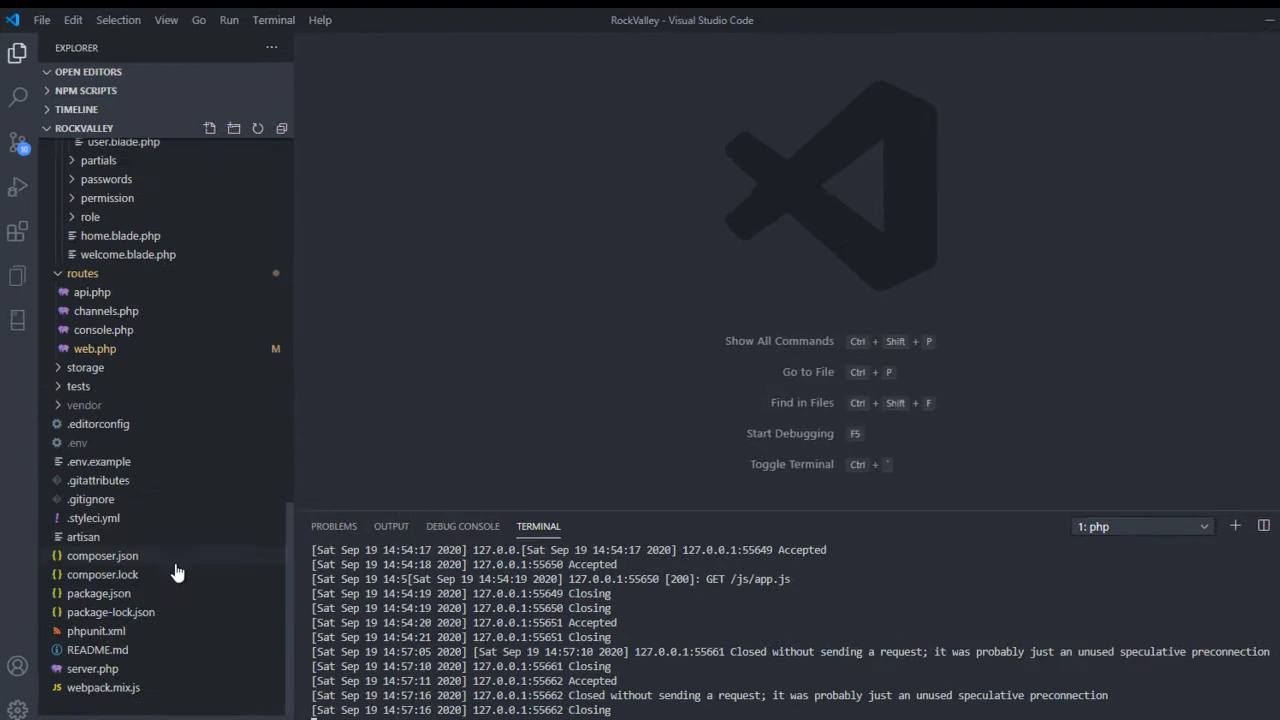 File Edit Selection View Go Run Terminal Help RockValley - Visual Studio Code
EXPLORER
OPEN EDITORS
NPM SCRIPTS
TIMELINE
ROCKVALLEY
user.blade.php
partials
passwords
permission
role
home.blade.php
welcome.blade.php
routes
api.php
channels.php
console.php
web.php M
storage
tests
vendor
.editorconfig
.env
.env.example
.gitattributes
.gitignore
.styleci.yml
artisan
composer.json
composer.lock
package.json
package-lock.json
phpunit.xml
README.md
server.php
JS webpack.mix.js
10
Show All Commands Ctrl + Shift + P
Go to File Ctrl + P
Find in Files Ctrl + Shift + F
Start Debugging F5
Toggle Terminal Ctrl + `
PROBLEMS OUTPUT DEBUG CONSOLE TERMINAL 1: php
[Sat Sep 19 14:54:17 2020] 127.0.0.[Sat Sep 19 14:54:17 2020] 127.0.0.1:55649 Accepted
[Sat Sep 19 14:54:18 2020] 127.0.0.1:55650 Accepted
[Sat Sep 19 14:5[Sat Sep 19 14:54:19 2020] 127.0.0.1:55650 [200]: GET /js/app.js
[Sat Sep 19 14:54:19 2020] 127.0.0.1:55649 Closing
[Sat Sep 19 14:54:19 2020] 127.0.0.1:55650 Closing
[Sat Sep 19 14:54:20 2020] 127.0.0.1:55651 Accepted
[Sat Sep 19 14:54:21 2020] 127.0.0.1:55651 Closing
[Sat Sep 19 14:57:05 2020] [Sat Sep 19 14:57:10 2020] 127.0.0.1:55661 Closed without sending a request; it was probably just an unused speculative preconnection
[Sat Sep 19 14:57:10 2020] 127.0.0.1:55661 Closing
[Sat Sep 19 14:57:11 2020] 127.0.0.1:55662 Accepted
[Sat Sep 19 14:57:16 2020] 127.0.0.1:55662 Closed without sending a request; it was probably just an unused speculative preconnection
[Sat Sep 19 14:57:16 2020] 127.0.0.1:55662 Closing